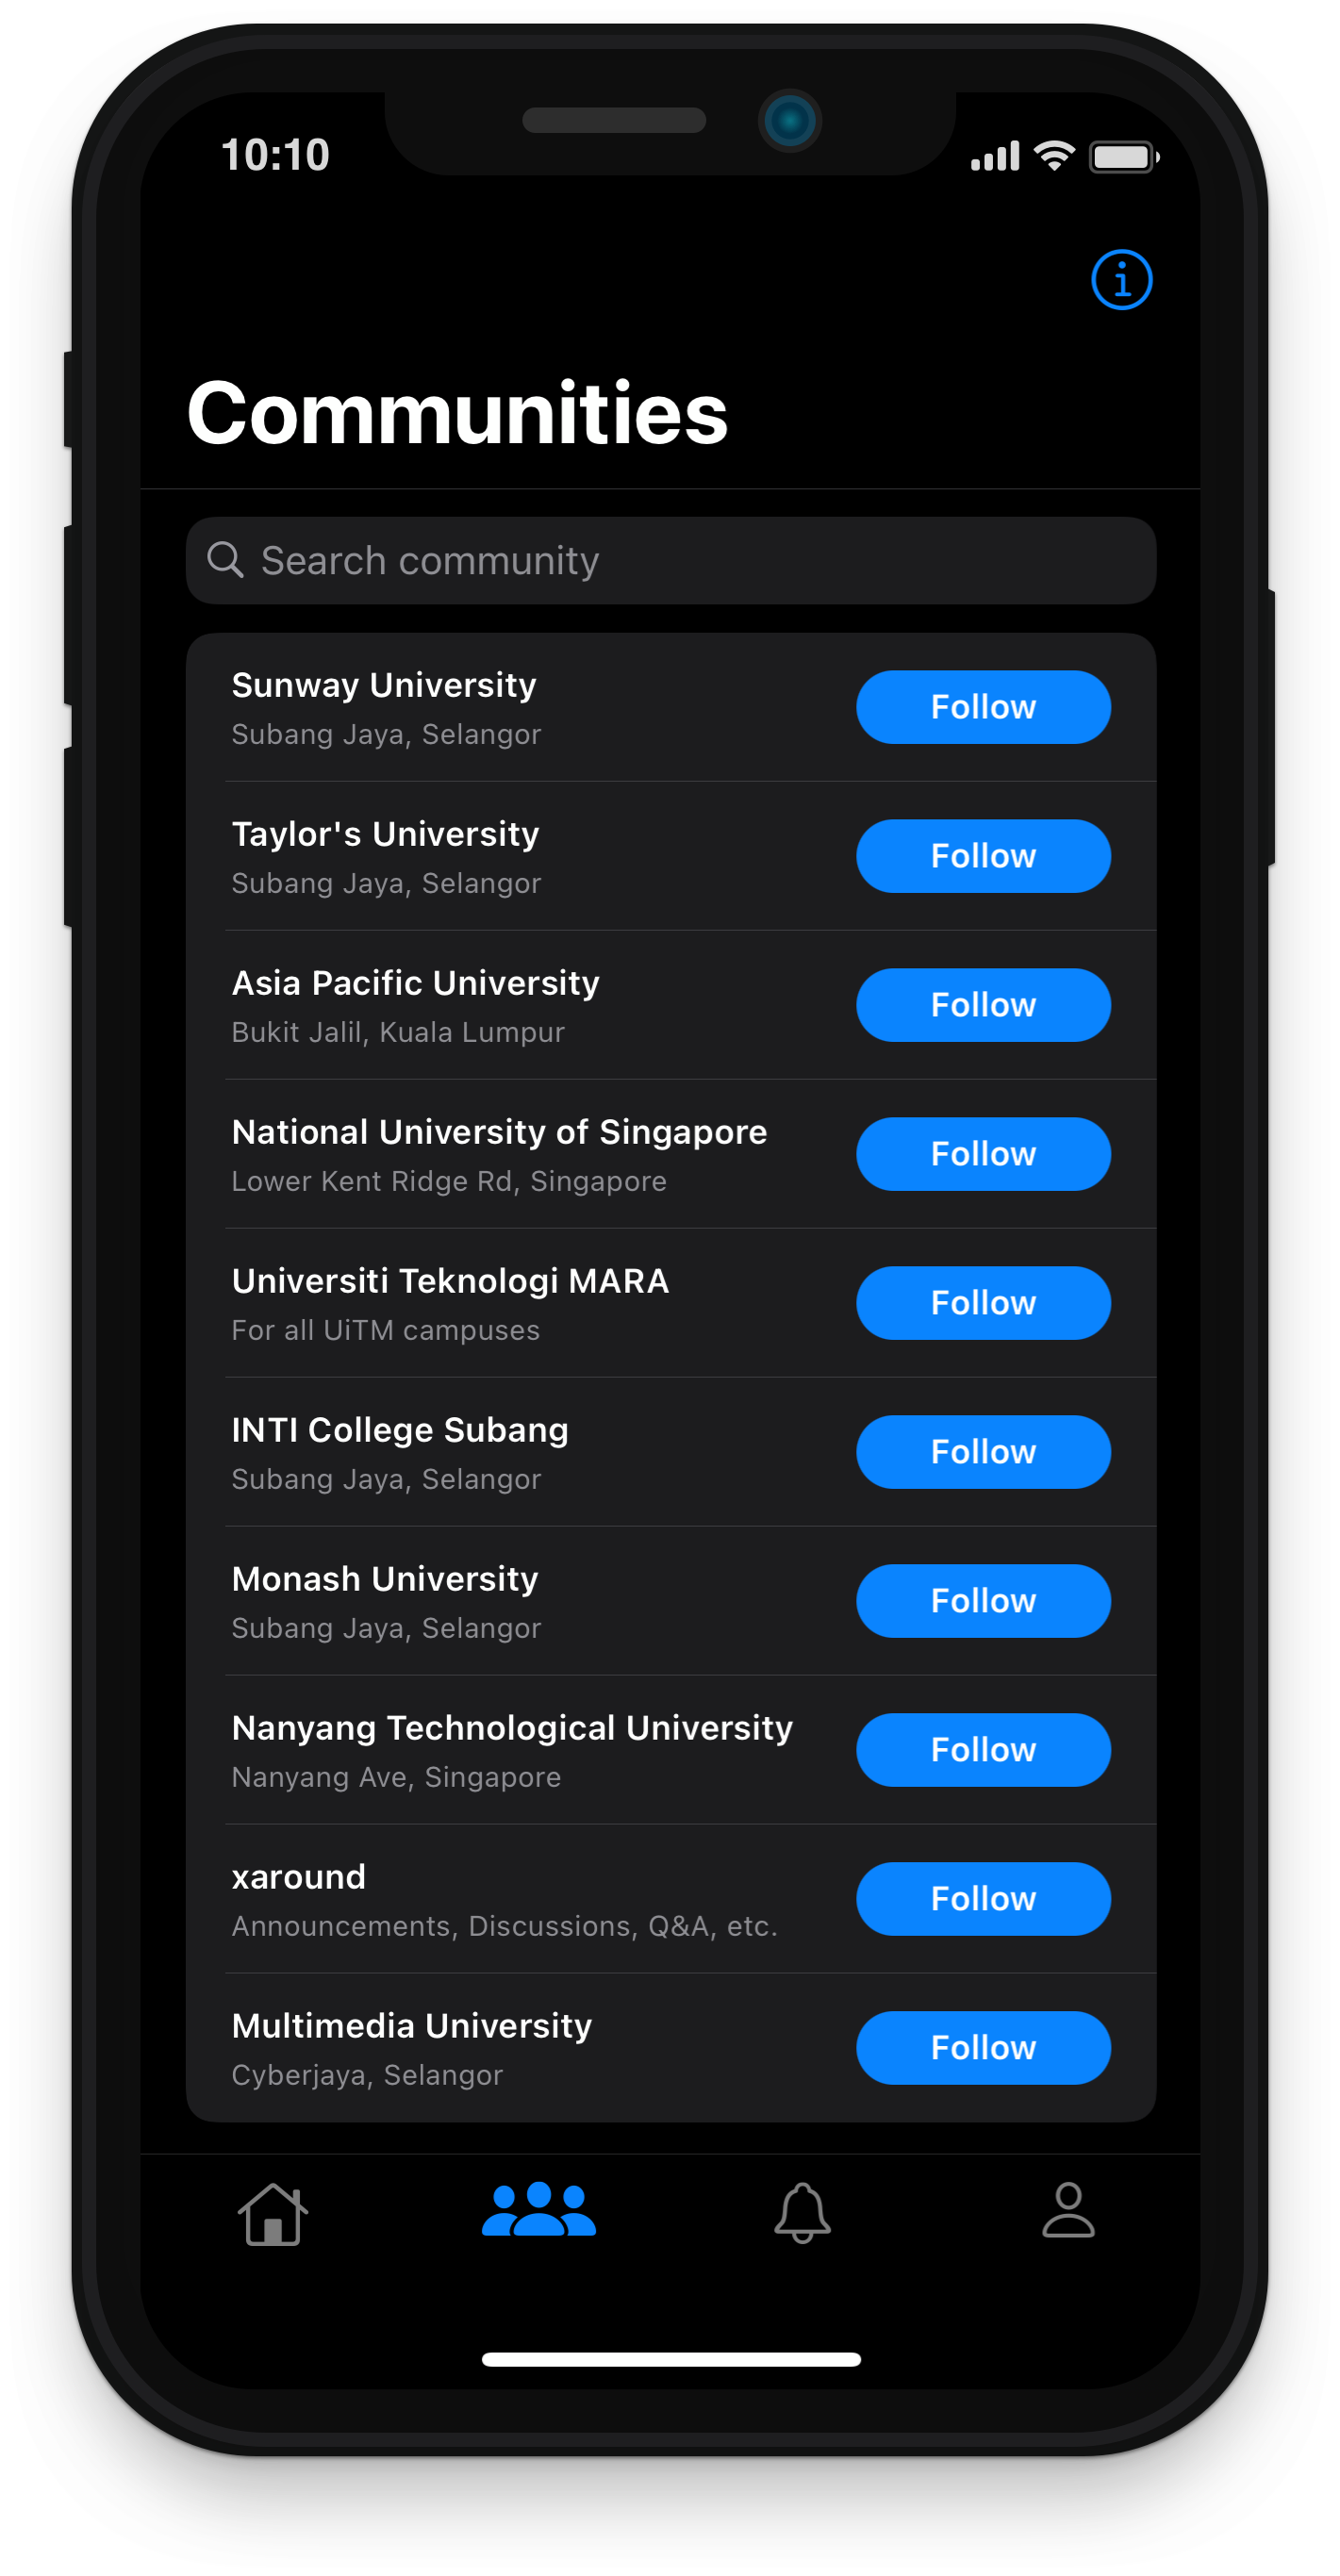 10:10
Communities
Search community
Sunway University
Subang Jaya, Selangor
Follow
Taylor's University
Subang Jaya, Selangor
Follow
Asia Pacific University
Bukit Jalil, Kuala Lumpur
Follow
National University of Singapore
Lower Kent Ridge Rd, Singapore
Follow
Universiti Teknologi MARA
For all UiTM campuses
Follow
INTI College Subang
Subang Jaya, Selangor
Follow
Monash University
Subang Jaya, Selangor
Follow
Nanyang Technological University
Nanyang Ave, Singapore
Follow
xaround
Announcements, Discussions, Q&A, etc.
Follow
Multimedia University
Cyberjaya, Selangor
Follow